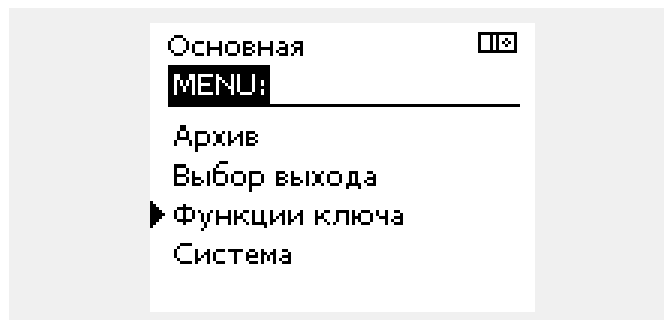 Основная
MENU:
Архив
Выбор выхода
Функции ключа
Система